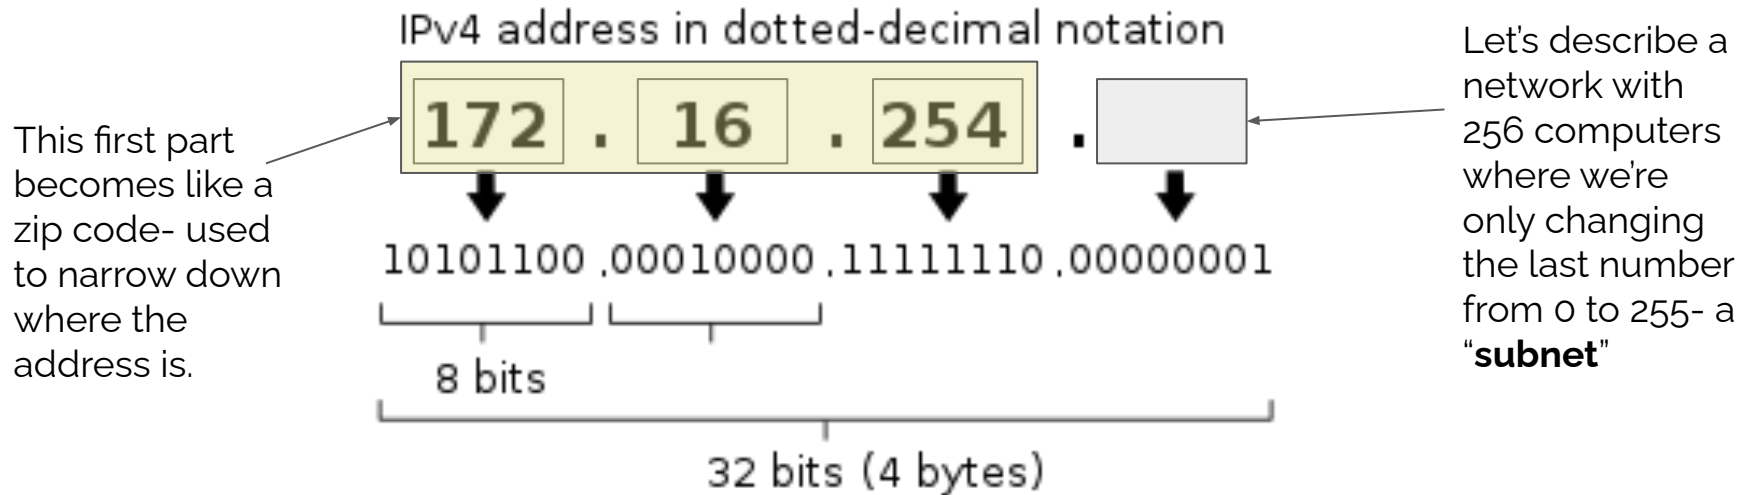 IPv4 address in dotted-decimal notation
172 . 16 . 254 .
10101100 .00010000 .11111110 .00000001
8 bits
32 bits (4 bytes)
This first part
becomes like a
zip code- used
to narrow down
where the
address is.
Let's describe a
network with
256 computers
where we're
only changing
the last number
from 0 to 255- a
“subnet”